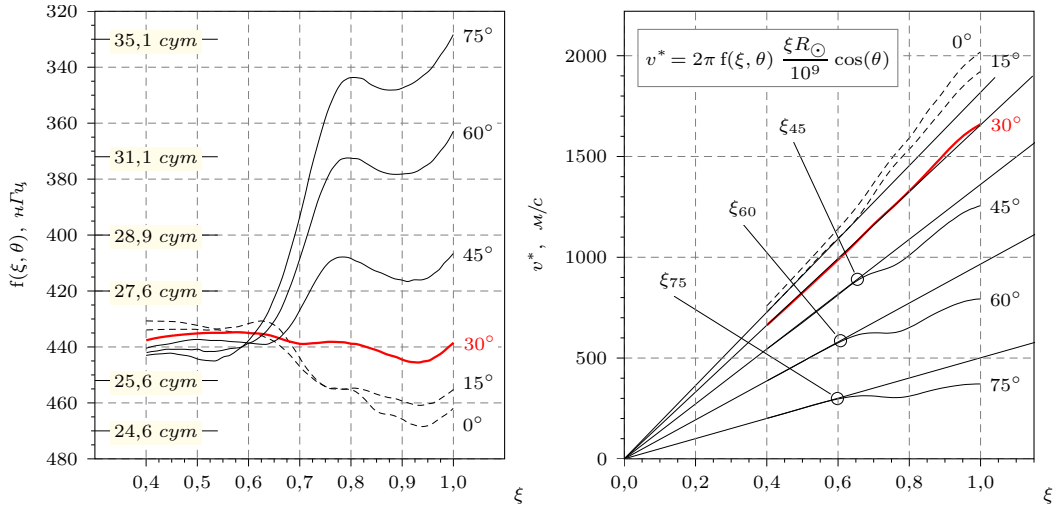 320
340
360
380
400
420
440
460
480
f(ξ, θ), нГц
35,1 сут
31,1 сут
28,9 сут
27,6 сут
25,6 сут
24,6 сут
75°
60°
45°
30°
15°
0°
0,4
0,5
0,6
0,7
0,8
0,9
1,0
ξ
2000
1500
1000
500
0
v*, м/с
v* = 2π f(ξ, θ) ξR⊙/10⁹ cos(θ)
ξ45
ξ60
ξ75
0°
15°
30°
45°
60°
75°
0,0
0,2
0,4
0,6
0,8
1,0
ξ